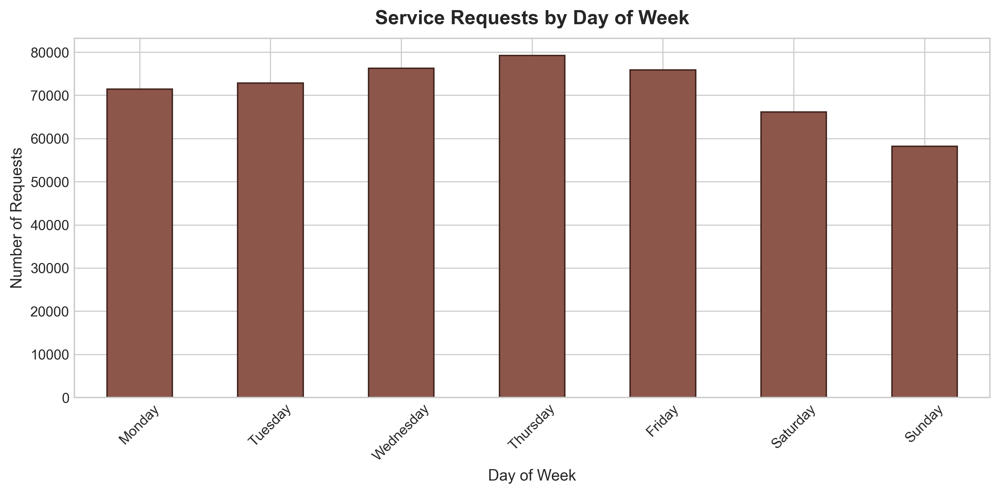 Service Requests by Day of Week
Number of Requests
80000
70000
60000
50000
40000
30000
20000
10000
0
Monday
Tuesday
Wednesday
Thursday
Friday
Saturday
Sunday
Day of Week